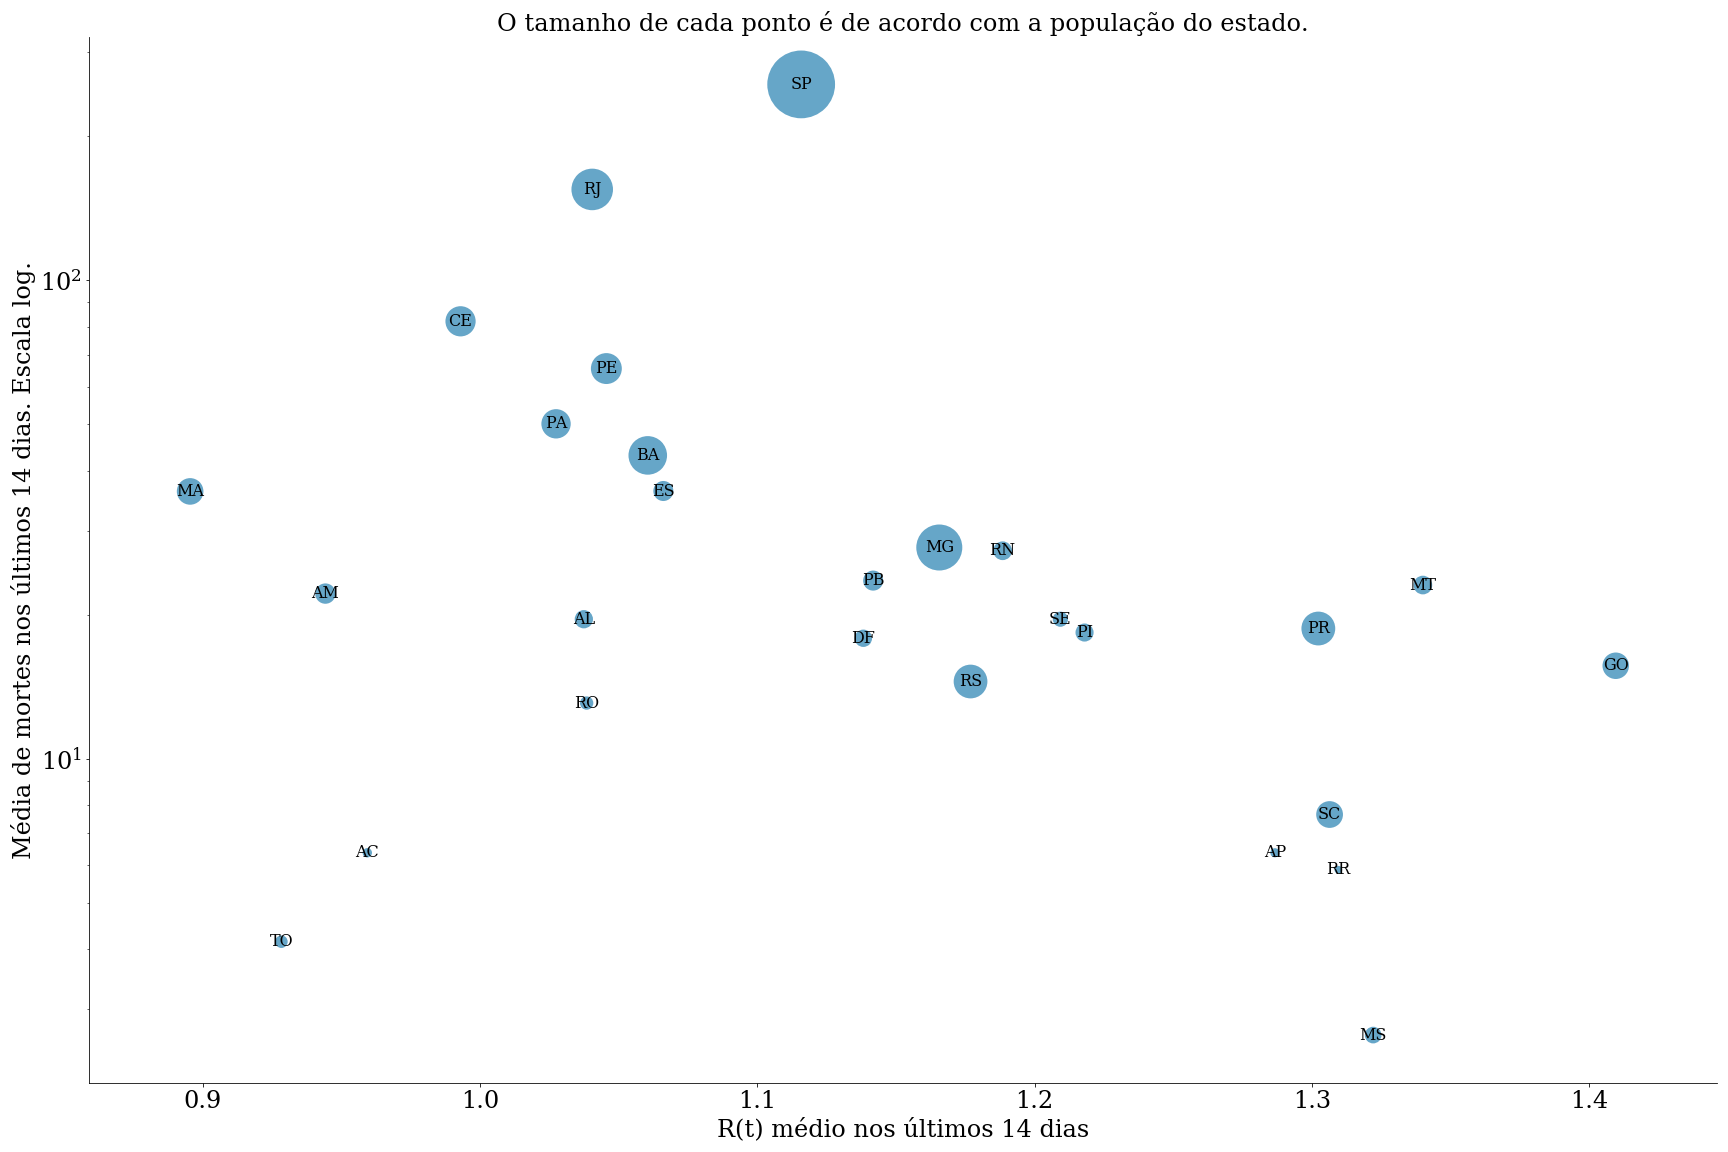 O tamanho de cada ponto é de acordo com a população do estado.
Média de mortes nos últimos 14 dias. Escala log.
10²
10¹
SP
RJ
CE
PE
PA
BA
MA
ES
MG
RN
PB
MT
AM
AL
SE
PR
PI
DF
GO
RS
RO
SC
AC
AP
RR
TO
MS
0.9 1.0 1.1 1.2 1.3 1.4
R(t) médio nos últimos 14 dias